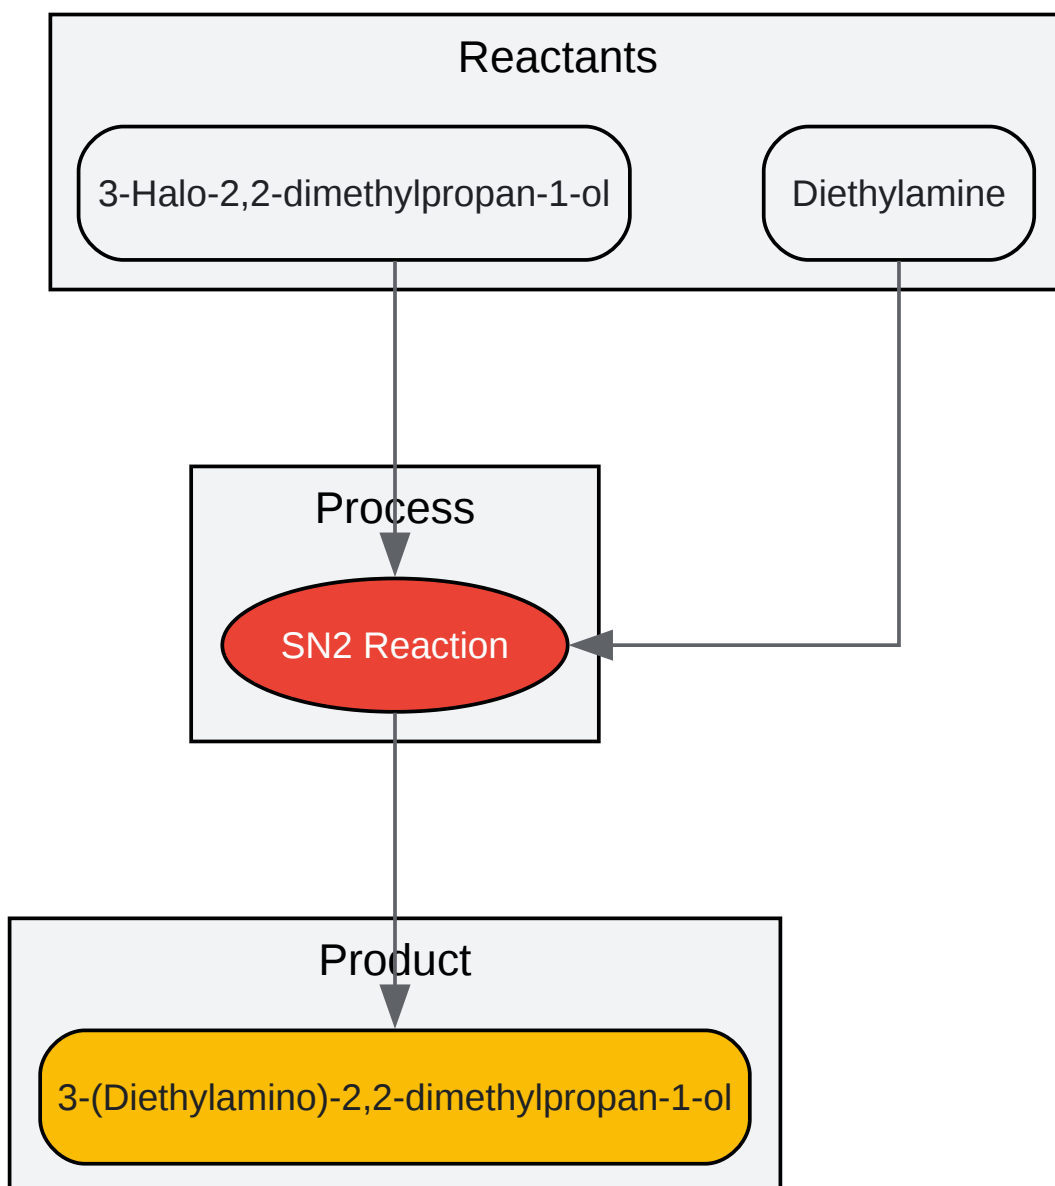 Reactants
3-Halo-2,2-dimethylpropan-1-ol
Diethylamine
Process
SN2 Reaction
Product
3-(Diethylamino)-2,2-dimethylpropan-1-ol